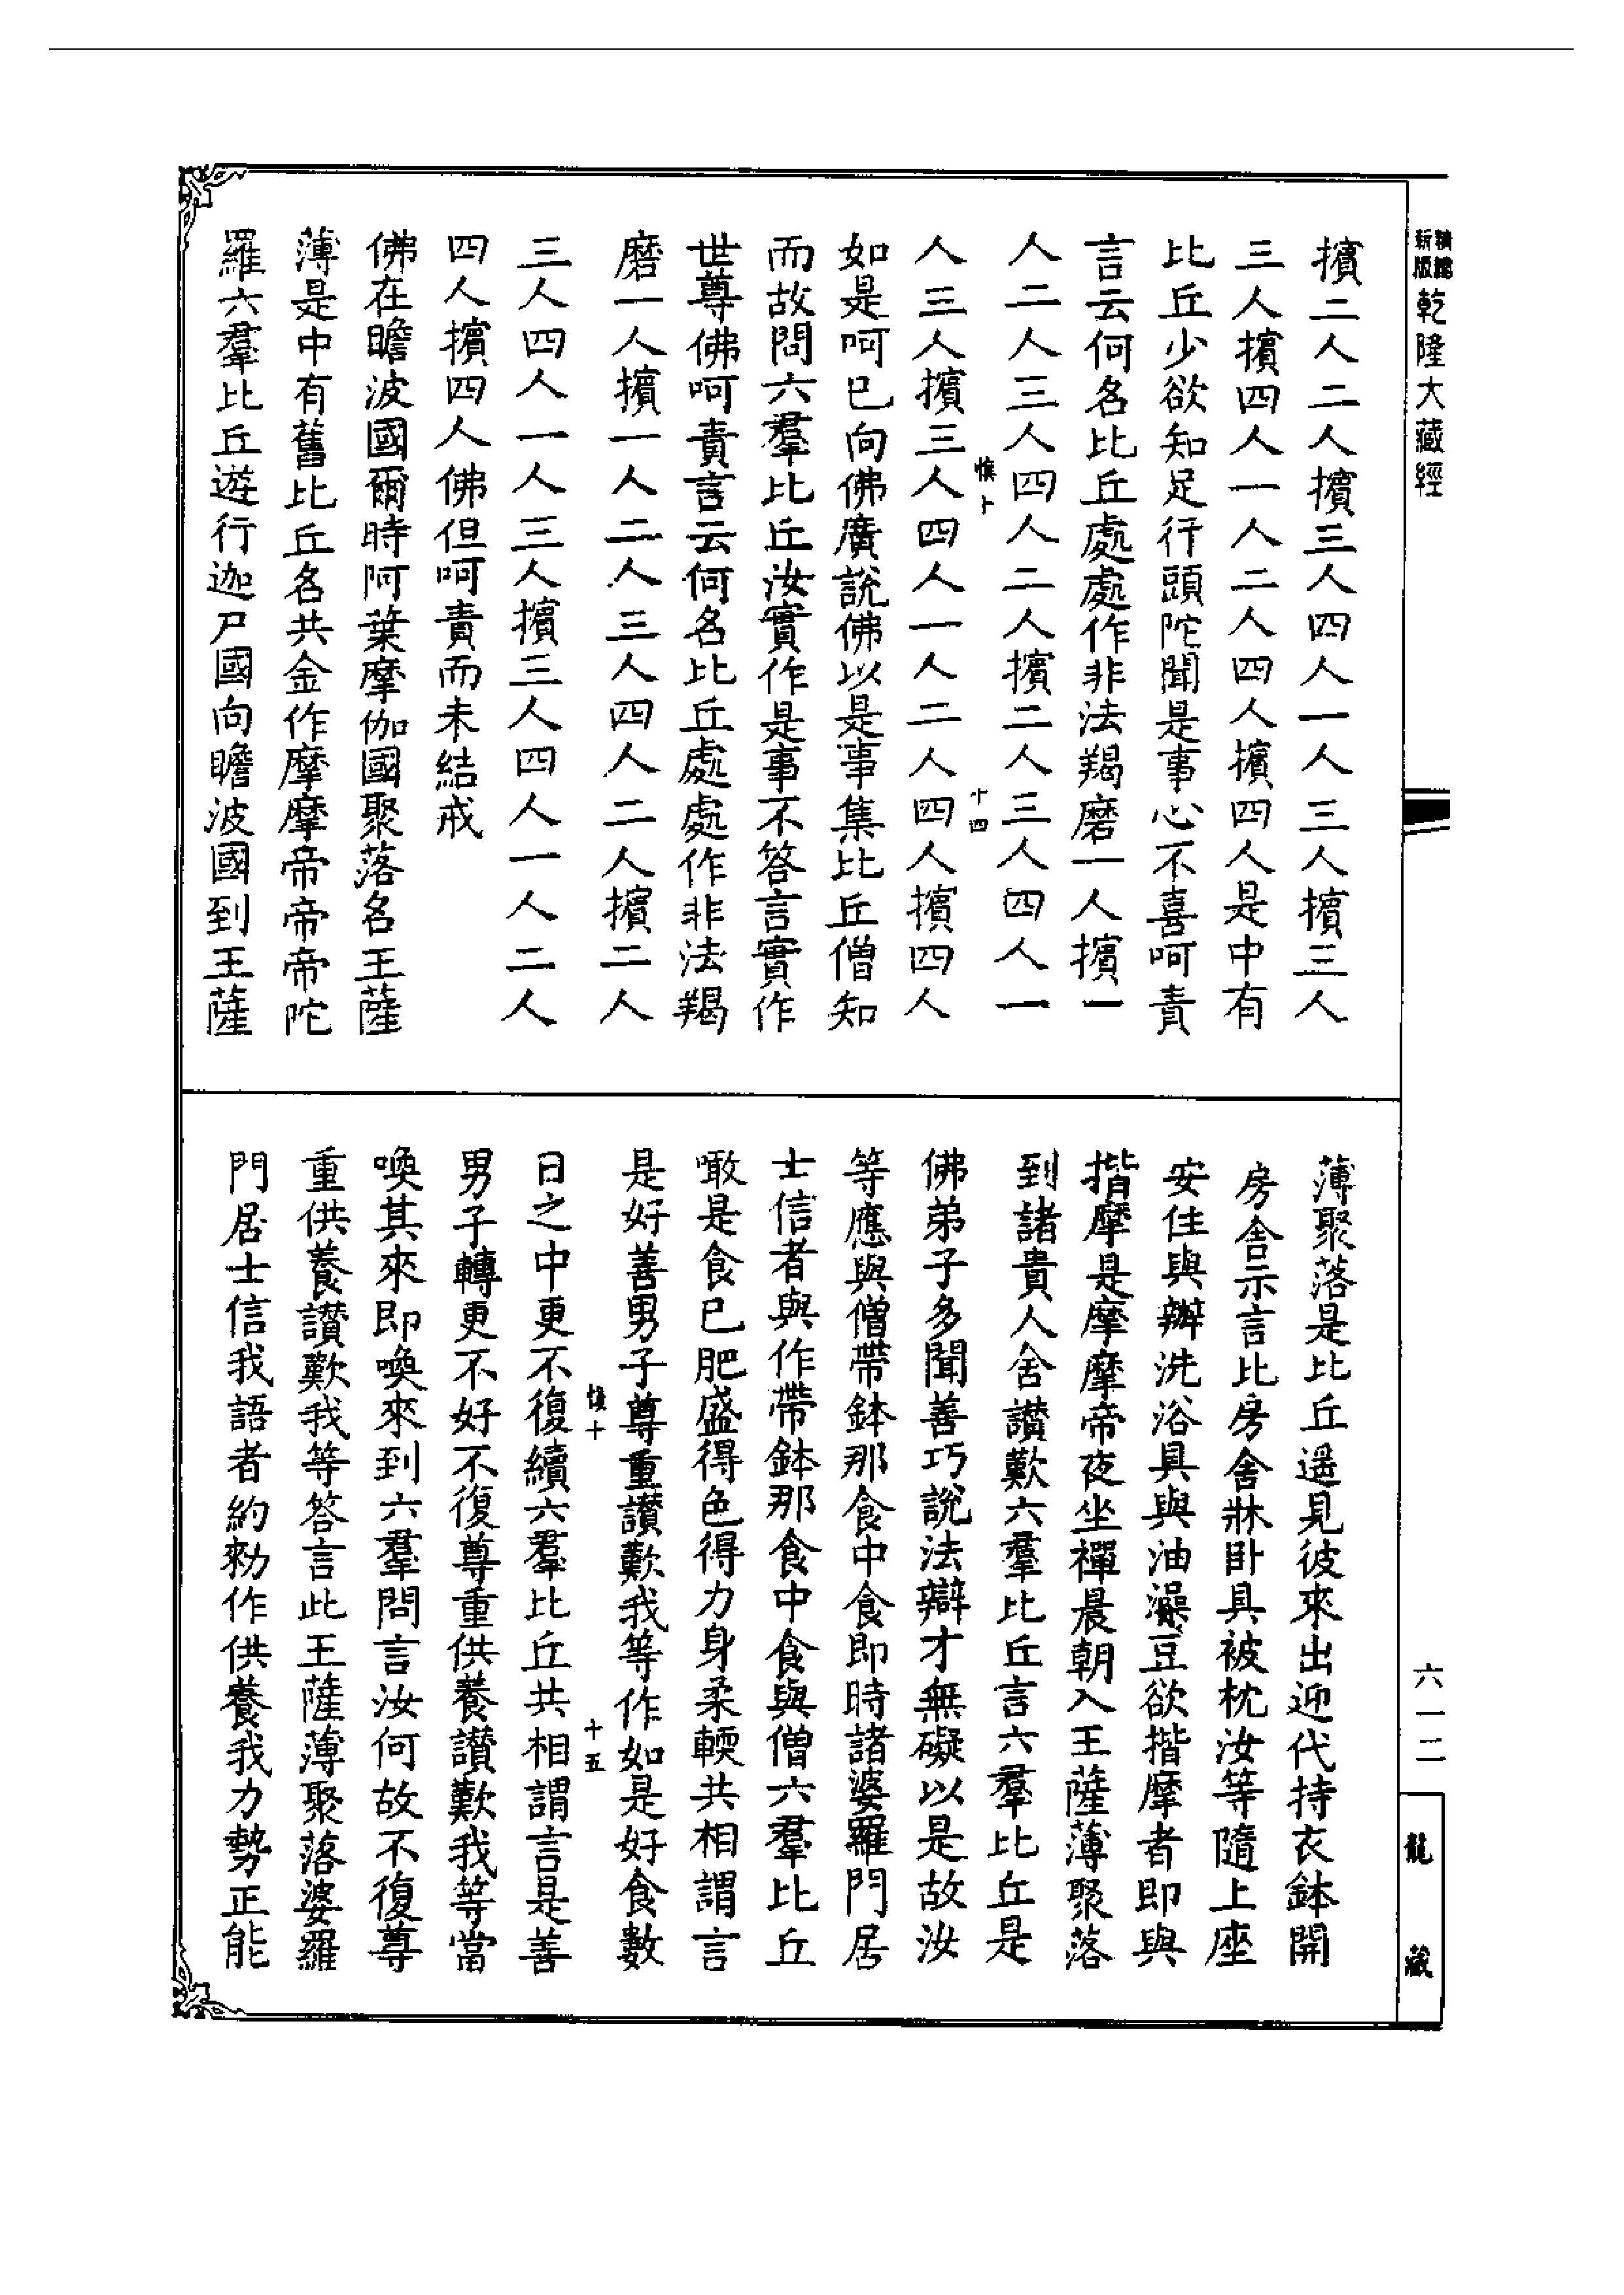 新版
乾隆大藏經
擯二人二人擯三人四人一人三人擯三人
三人擯四人一人二人四人擯四人是中有
比丘少欲知足行頭陀聞是事心不喜呵責
言云何名比丘處處作非法羯磨一人擯一
人二人三人四人二人擯二人三人四人一
慎十
十四
人三人擯三人四人一人二人四人擯四人
如是呵已向佛廣說佛以是事集比丘僧知
而故問六羣比丘汝實作是事不答言實作
世尊佛呵責言云何名比丘處處作非法羯
磨一人擯一人二人三人四人二人擯二人
三人四人一人三人擯三人四人一人二人
四人擯四人佛但呵責而未結戒
佛在瞻波國爾時阿葉摩伽國聚落名王薩
薄是中有舊比丘名共金作摩摩帝帝帝陀
羅六羣比丘遊行迦尸國向瞻波國到王薩
薄聚落是比丘遥見彼來出迎代持衣鉢開
房舍示言比房舍牀卧具被枕汝等隨上座
安住與辦洗浴具與油澡豆欲揩摩者即與
揩摩是摩摩帝夜坐禪晨朝入王薩薄聚落
到諸貴人舍讃歎六羣比丘言六羣比丘是
佛弟子多聞善巧說法辯才無礙以是故汝
等應與僧帶鉢那食中食即時諸婆羅門居
士信者與作帶鉢那食中食與僧六羣比丘
噉是食已肥盛得色得力身柔輭共相謂言
是好善男子尊重讃歎我等作如是好食數
慎十
十五
日之中更不復續六羣比丘共相謂言是善
男子轉更不好不復尊重供養讃歎我等當
喚其來即喚來到六羣問言汝何故不復尊
重供養讃歎我等答言此王薩薄聚落婆羅
門居士信我語者約勑作供養我力勢正能
六一二
龍藏